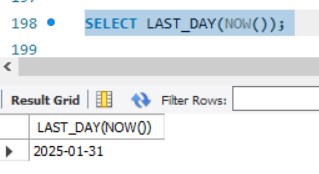 198 SELECT LAST_DAY(NOW());
199
Result Grid Filter Rows:
LAST_DAY(NOW())
2025-01-31